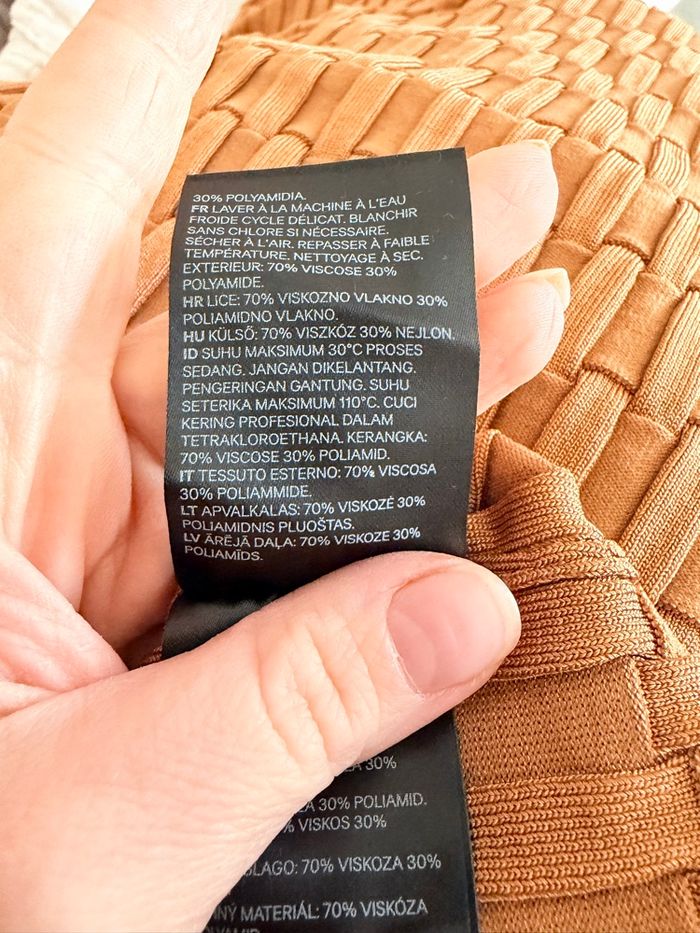 30% POLYAMIDIA.
FR LAVER À LA MACHINE À L'EAU
FROIDE CYCLE DÉLICAT. BLANCHIR
SANS CHLORE SI NÉCESSAIRE.
SÉCHER À L'AIR. REPASSER À FAIBLE
TEMPÉRATURE. NETTOYAGE À SEC.
EXTERIEUR: 70% VISCOSE 30%
POLYAMIDE.
HR LICE: 70% VISKOZNO VLAKNO 30%
POLIAMIDNO VLAKNO.
HU KÜLSŐ: 70% VISZKÓZ 30% NEJLON.
ID SUHU MAKSIMUM 30°C PROSES
SEDANG. JANGAN DIKELANTANG.
PENGERINGAN GANTUNG. SUHU
SETERIKA MAKSIMUM 110°C. CUCI
KERING PROFESIONAL DALAM
TETRAKLOROETHANA. KERANGKA:
70% VISCOSE 30% POLIAMID.
IT TESSUTO ESTERNO: 70% VISCOSA
30% POLIAMMIDE.
LT APVALKALAS: 70% VISKOZĖ 30%
POLIAMIDNIS PLUOŠTAS.
LV ĀRĒJĀ DAĻA: 70% VISKOZE 30%
POLIAMĪDS.
30%
30% POLIAMID.
% VISKOS 30%
70% VISKOZA 30%
MATERIÁL: 70% VISKÓZA